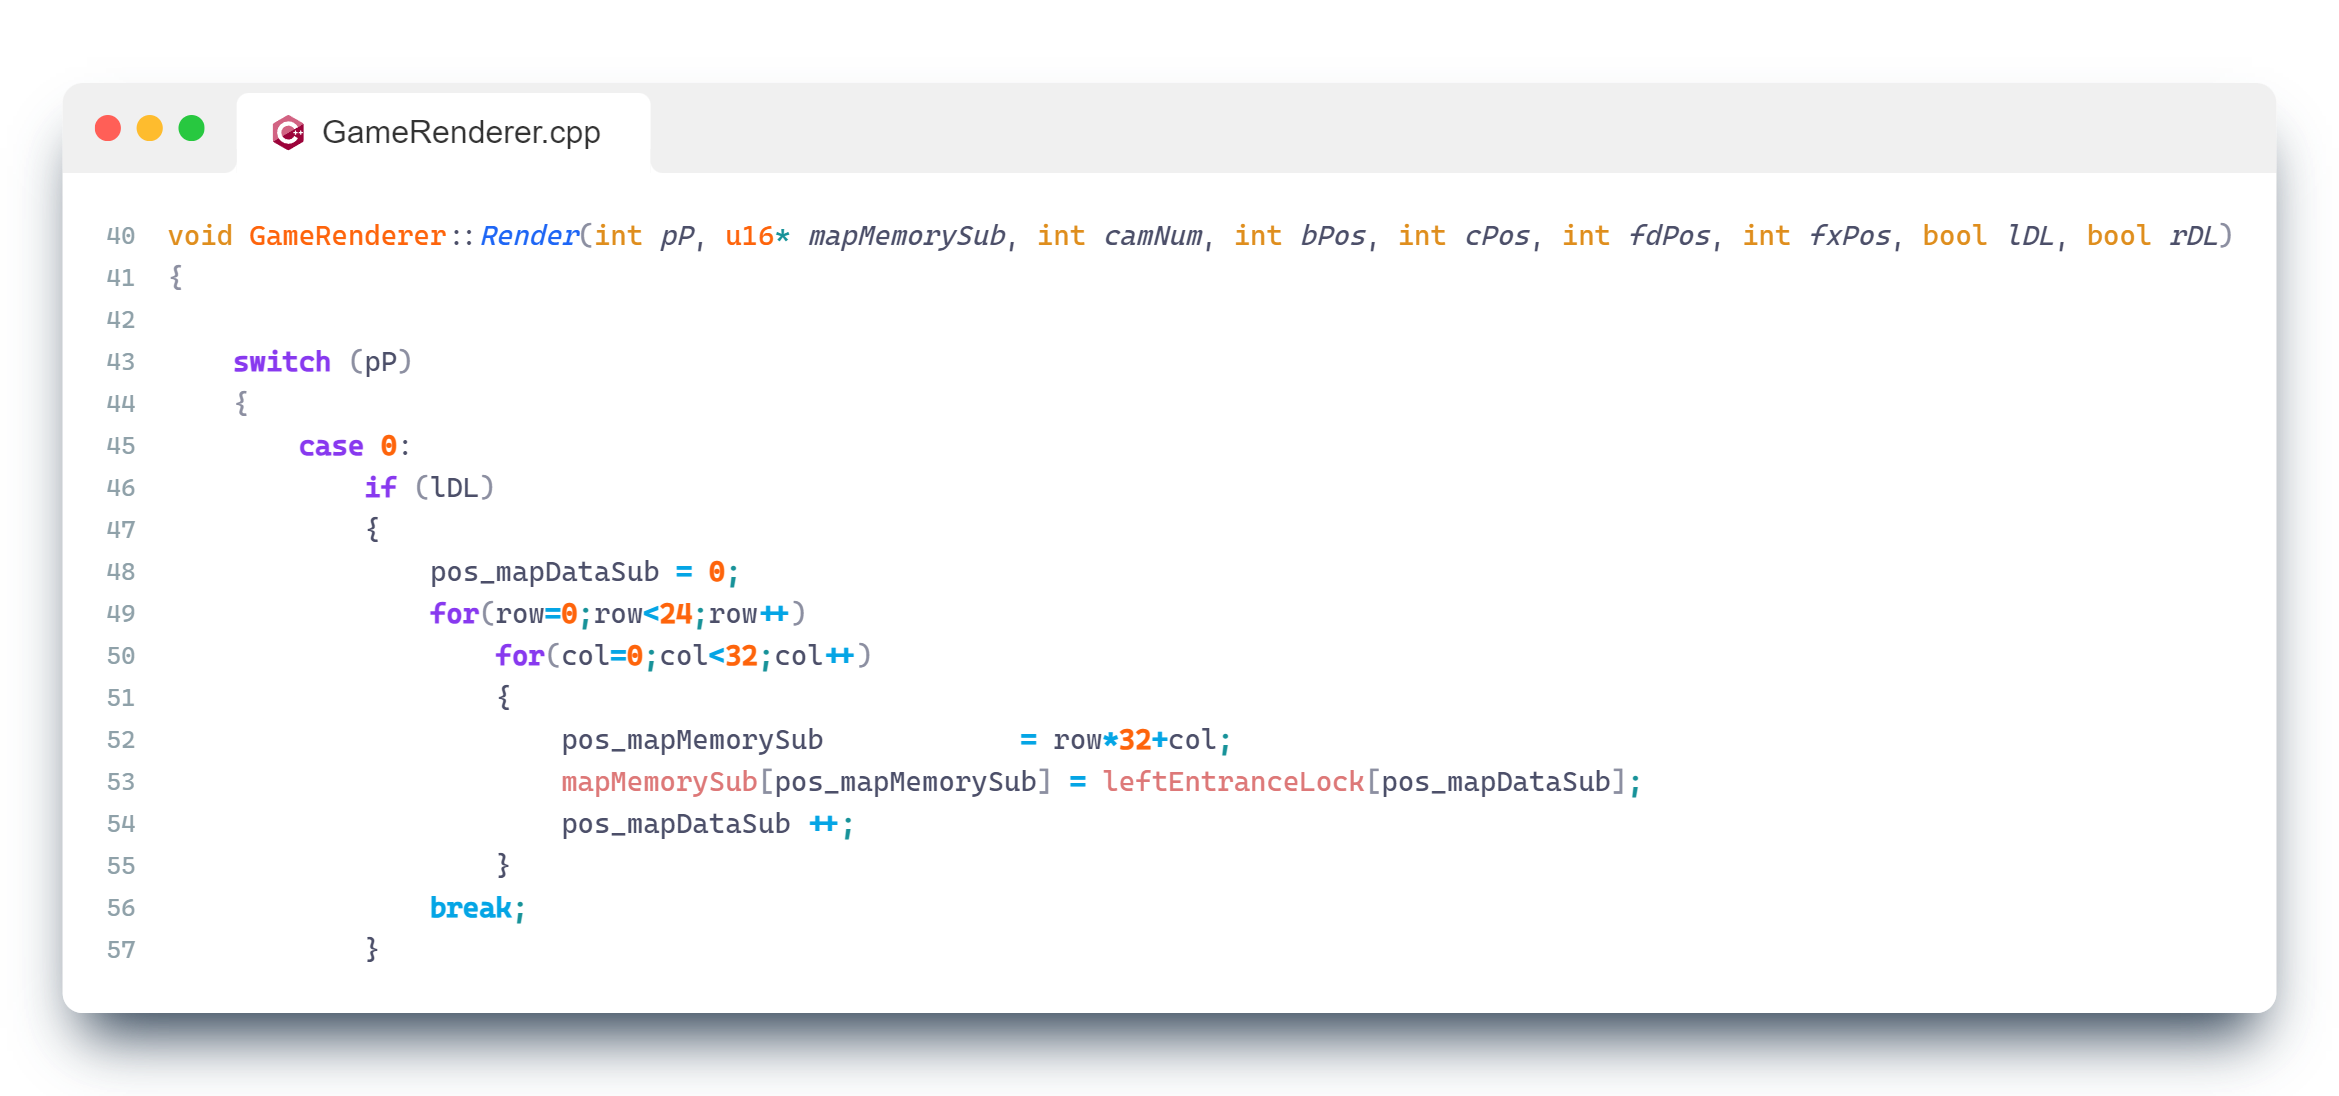 GameRenderer.cpp
40 void GameRenderer::Render(int pP, u16* mapMemorySub, int camNum, int bPos, int cPos, int fdPos, int fxPos, bool lDL, bool rDL)
41 {
42
43     switch (pP)
44     {
45         case 0:
46             if (lDL)
47             {
48                 pos_mapDataSub = 0;
49                 for(row=0;row<24;row++)
50                     for(col=0;col<32;col++)
51                     {
52                         pos_mapMemorySub            = row*32+col;
53                         mapMemorySub[pos_mapMemorySub] = leftEntranceLock[pos_mapDataSub];
54                         pos_mapDataSub ++;
55                     }
56                 break;
57             }